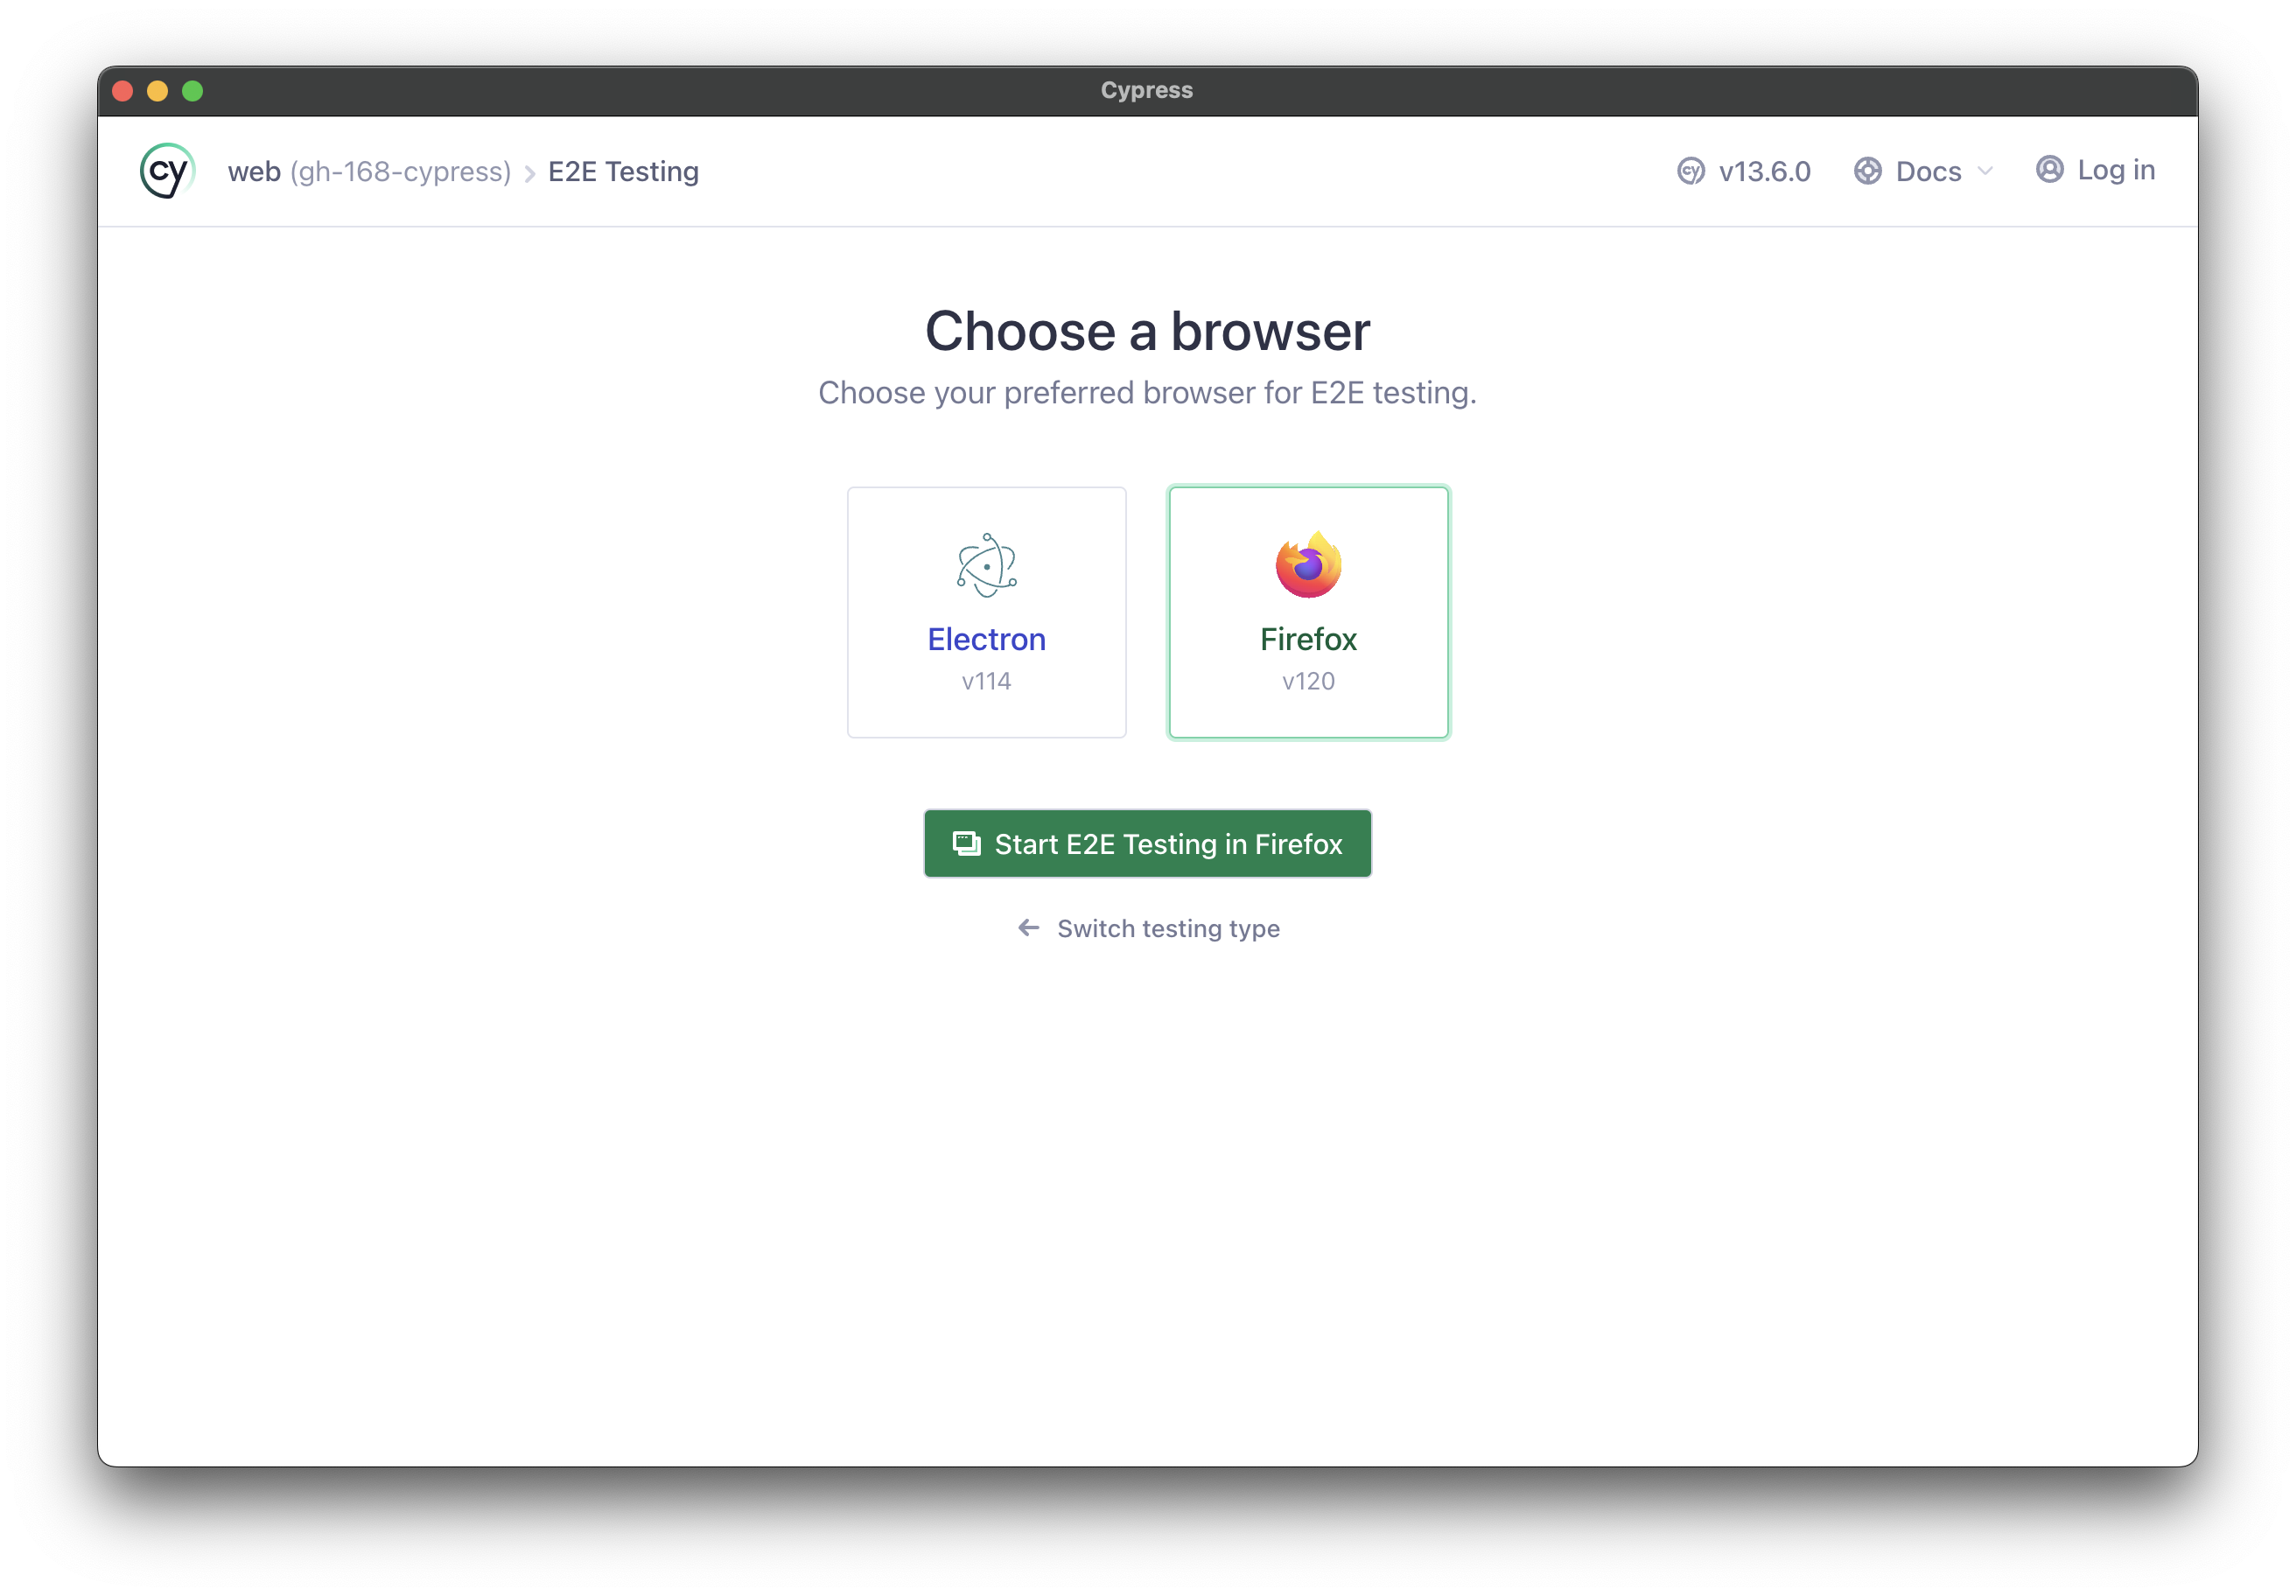 Cypress
cy web (gh-168-cypress) E2E Testing
cy v13.6.0 Docs Log in
Choose a browser
Choose your preferred browser for E2E testing.
Electron
v114
Firefox
v120
Start E2E Testing in Firefox
Switch testing type